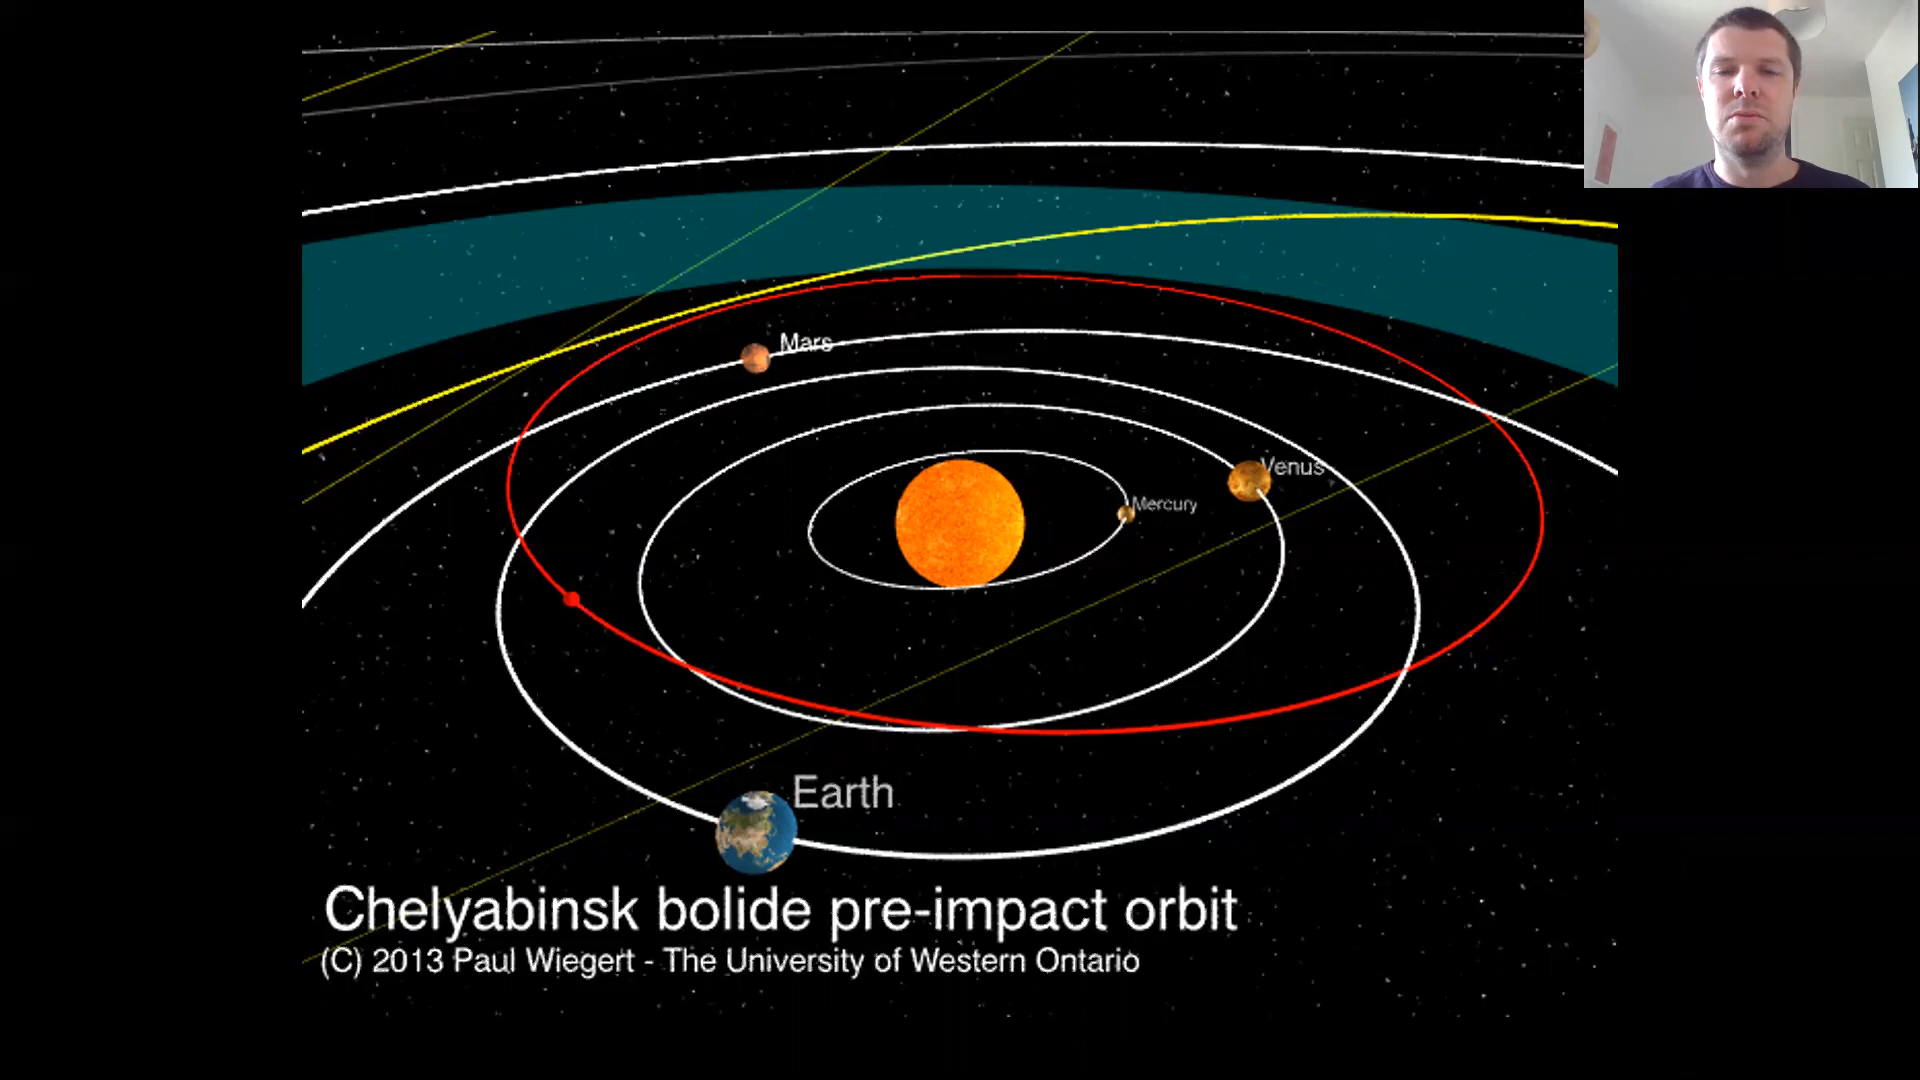 Mars
Venus
Mercury
Earth
Chelyabinsk bolide pre-impact orbit
(C) 2013 Paul Wiegert - The University of Western Ontario